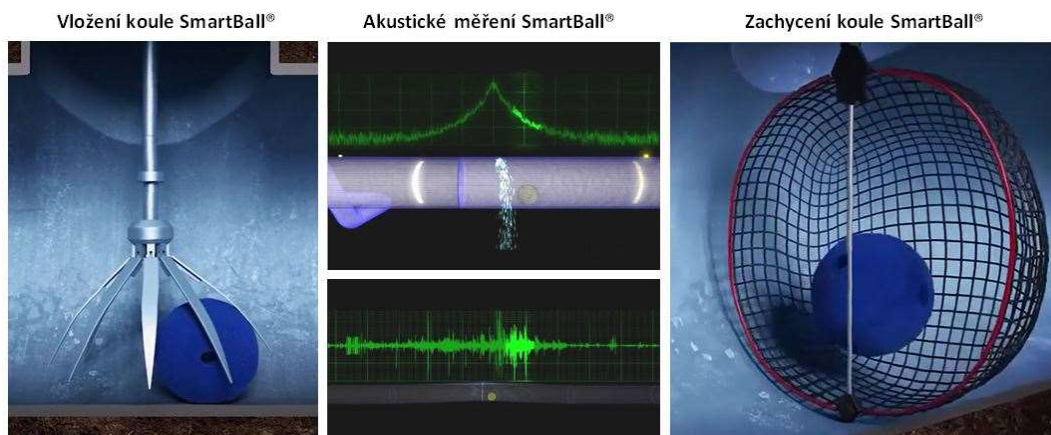 Vložení koule SmartBall®
Akustické měření SmartBall®
Zachycení koule SmartBall®